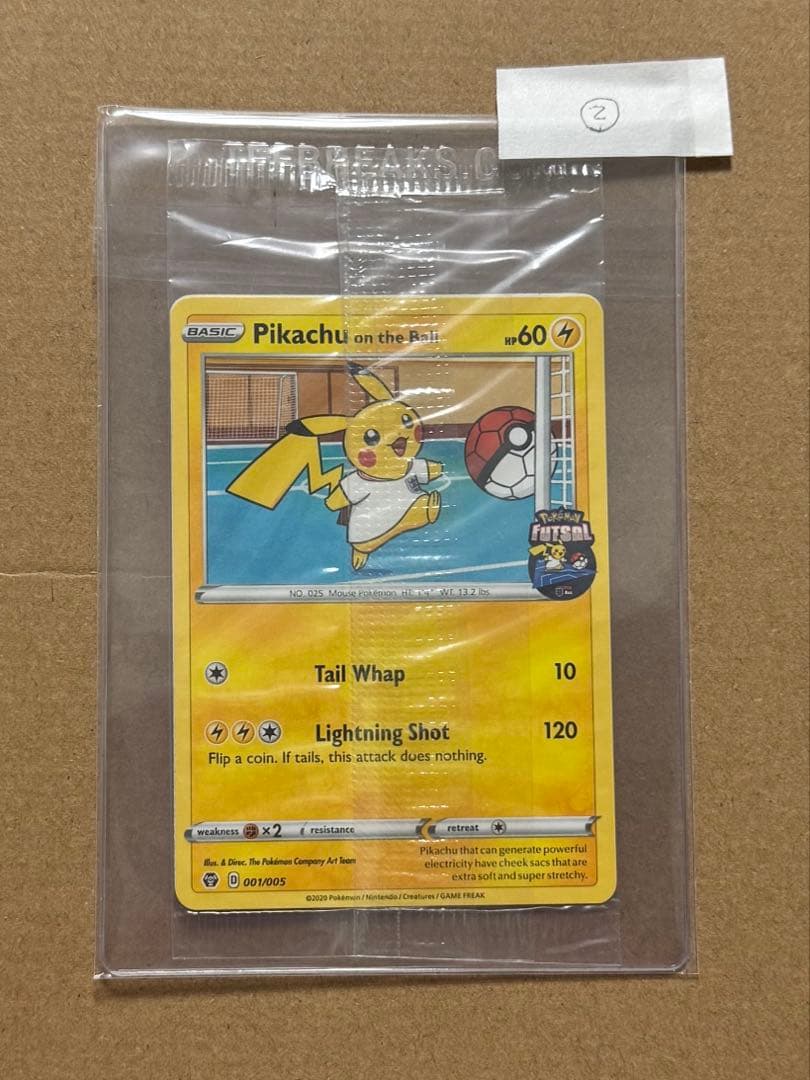 2
BASIC Pikachu on the Ball HP60
Pokémon
FUTSAL
NO. 025 Mouse Pokémon HT. 1'4" WT. 13.2 lbs.
Tail Whap 10
Lightning Shot 120
Flip a coin. If tails, this attack does nothing.
weakness ×2 resistance retreat
Pikachu that can generate powerful
electricity have cheek sacs that are
extra soft and super stretchy.
Illus. & Direc. The Pokémon Company Art Team
D 001/005
©2020 Pokémon / Nintendo / Creatures / GAME FREAK